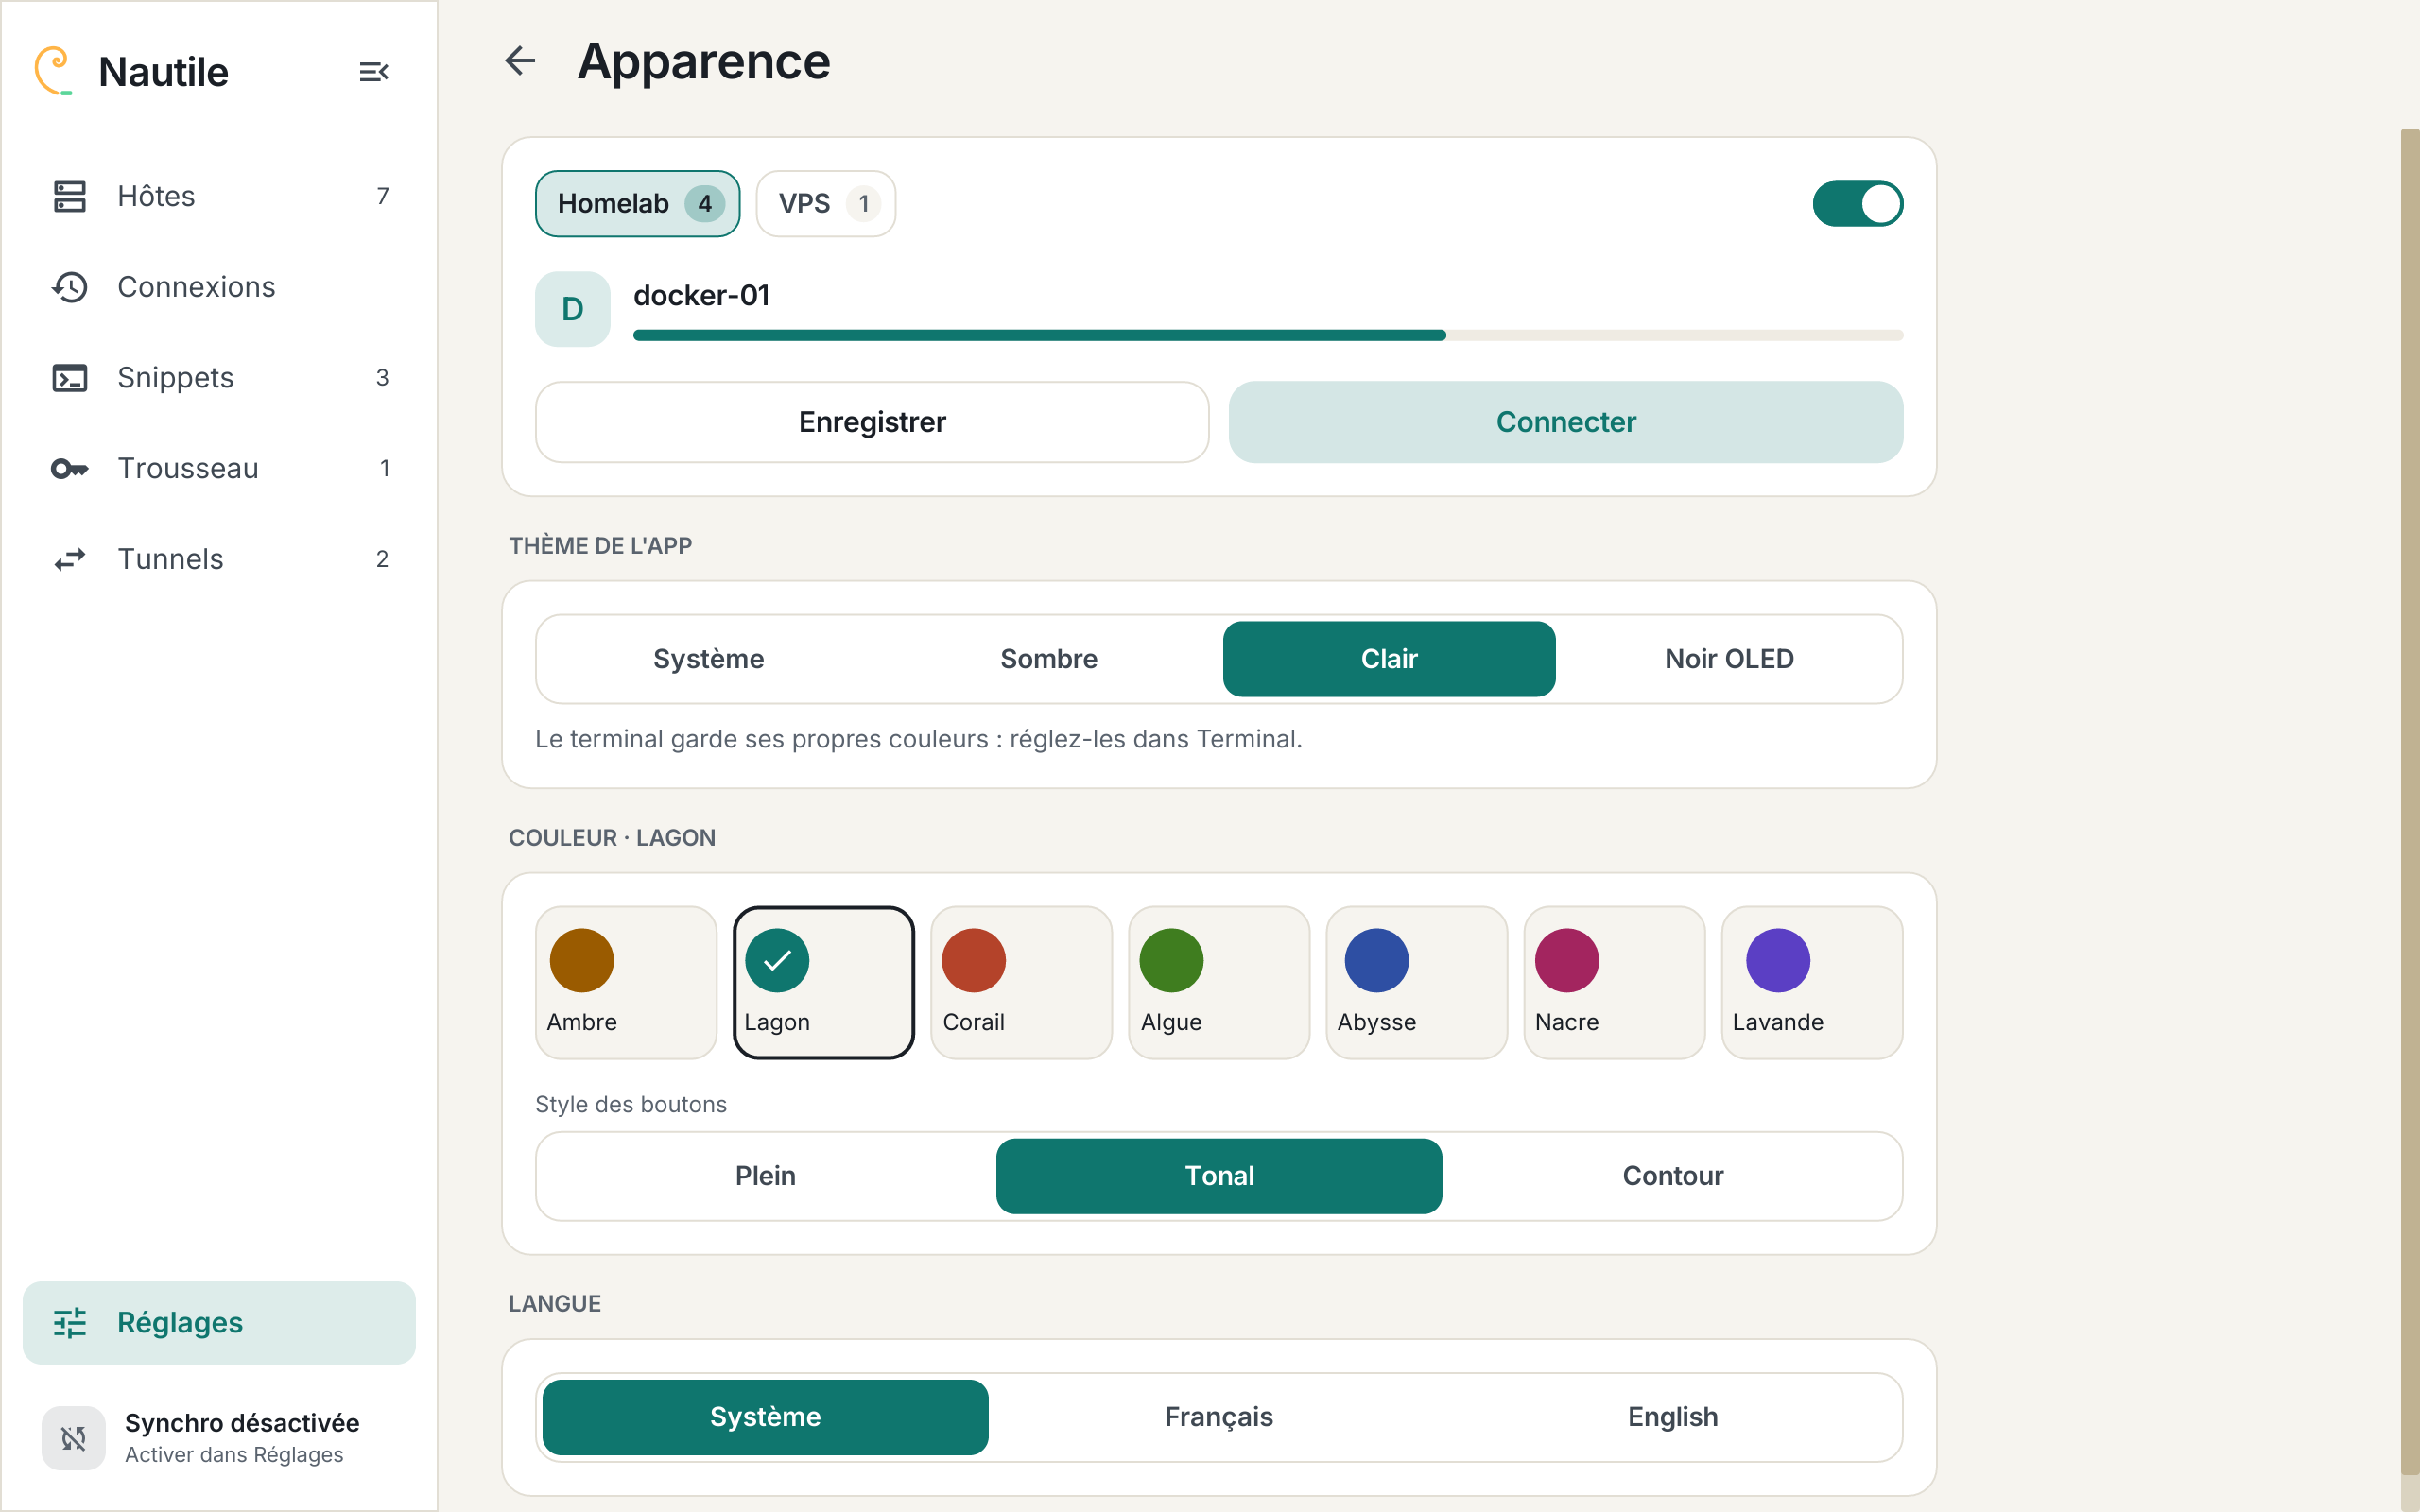 Nautile
Hôtes 7
Connexions
Snippets 3
Trousseau 1
Tunnels 2
Réglages
Synchro désactivée
Activer dans Réglages
Apparence
Homelab 4 VPS 1
D docker-01
Enregistrer Connecter
THÈME DE L'APP
Système Sombre Clair Noir OLED
Le terminal garde ses propres couleurs : réglez-les dans Terminal.
COULEUR · LAGON
Ambre Lagon Corail Algue Abysse Nacre Lavande
Style des boutons
Plein Tonal Contour
LANGUE
Système Français English